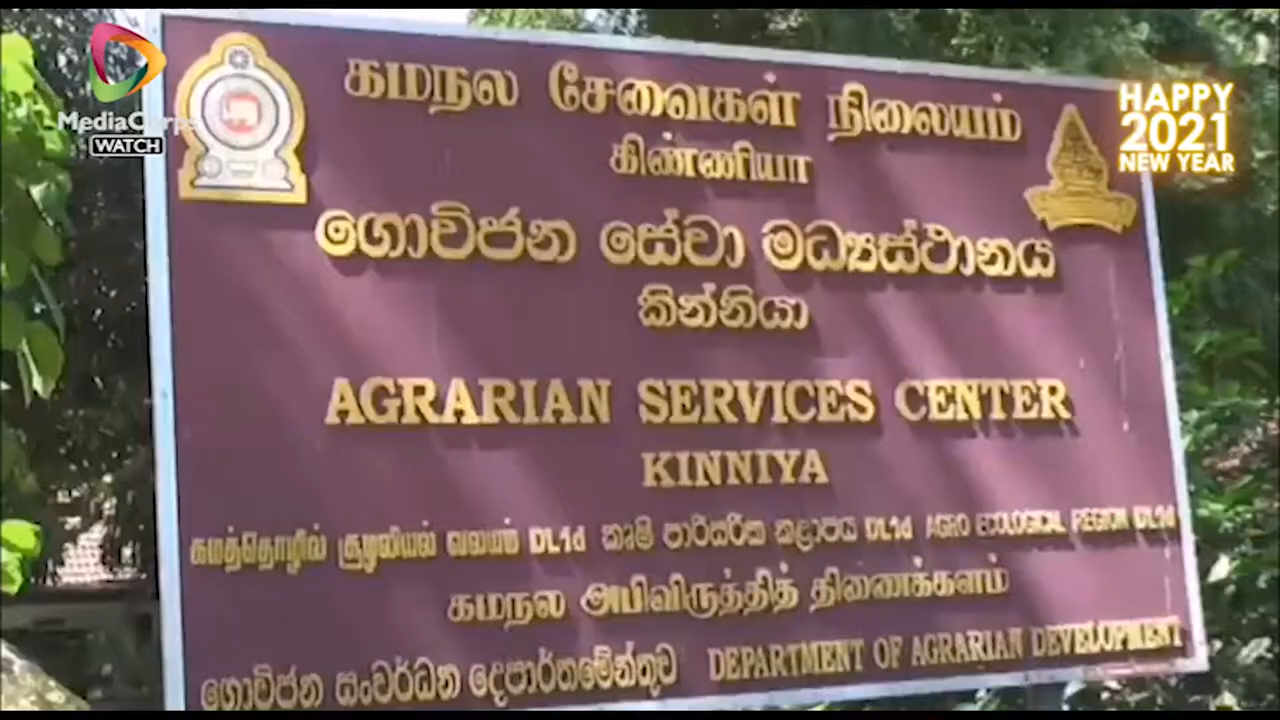 MediaCorps
WATCH
HAPPY
2021
NEW YEAR
கமநல சேவைகள் நிலையம்
கிண்ணியா
ගොවිජන සේවා මධ්‍යස්ථානය
කින්නියා
AGRARIAN SERVICES CENTER
KINNIYA
கமத்தொழில் சூழலியல் வலயம் DL1d කෘෂි පාරිසරික කලාපය DL1d AGRO ECOLOGICAL REGION DL1d
கமநல அபிவிருத்தித் திணைக்களம்
ගොවිජන සංවර්ධන දෙපාර්තමේන්තුව DEPARTMENT OF AGRARIAN DEVELOPMENT